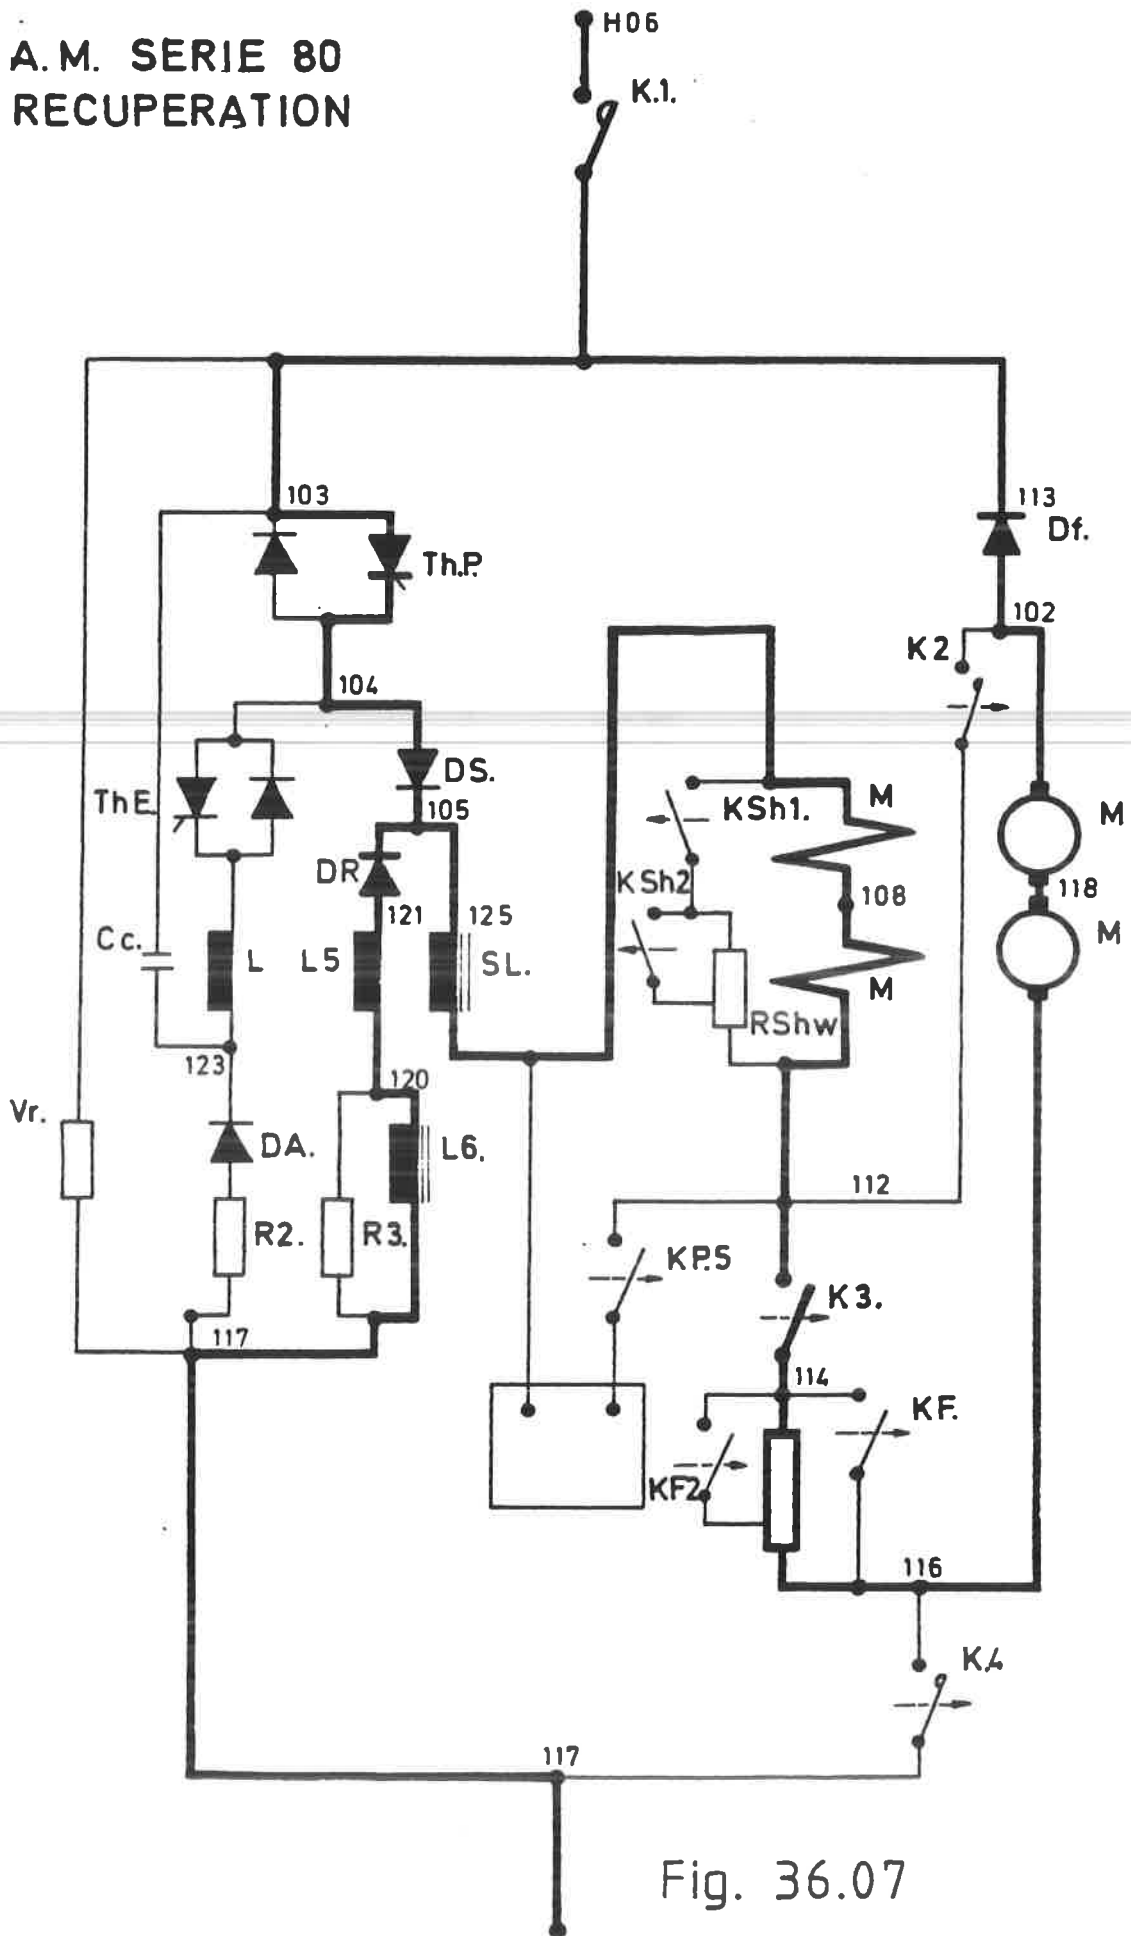 A.M. SERIE 80
RECUPERATION
H06
K.1.
103
Th.P.
113
Df.
102
K2
104
DS.
ThE
105
KSh1.
M
M
DR
KSh2
108
118
121
125
M
Cc.
L
L5
SL.
M
RShw
123
120
Vr.
DA.
L6.
112
R2.
R3.
KP.5
K3.
117
114
KF.
KF2
116
K.4
117
Fig. 36.07